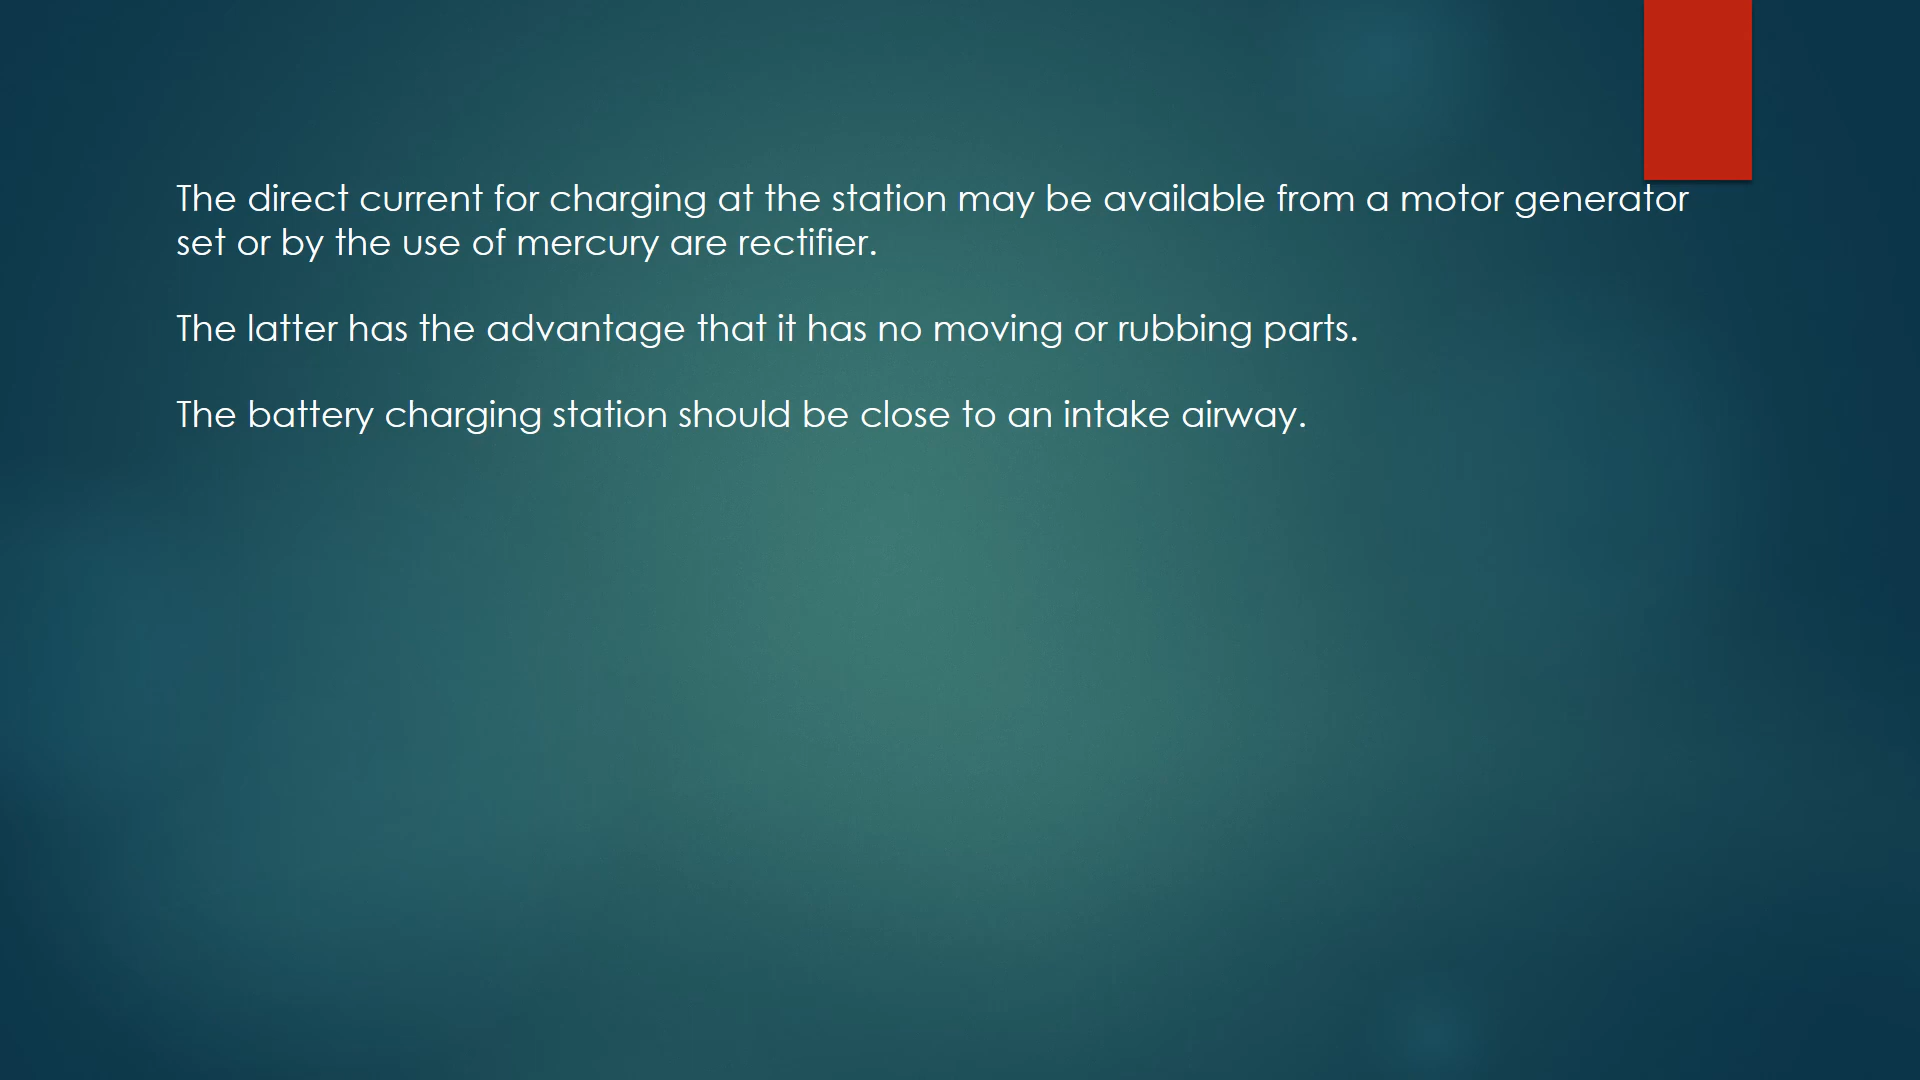 The direct current for charging at the station may be available from a motor generator
set or by the use of mercury are rectifier.
The latter has the advantage that it has no moving or rubbing parts.
The battery charging station should be close to an intake airway.